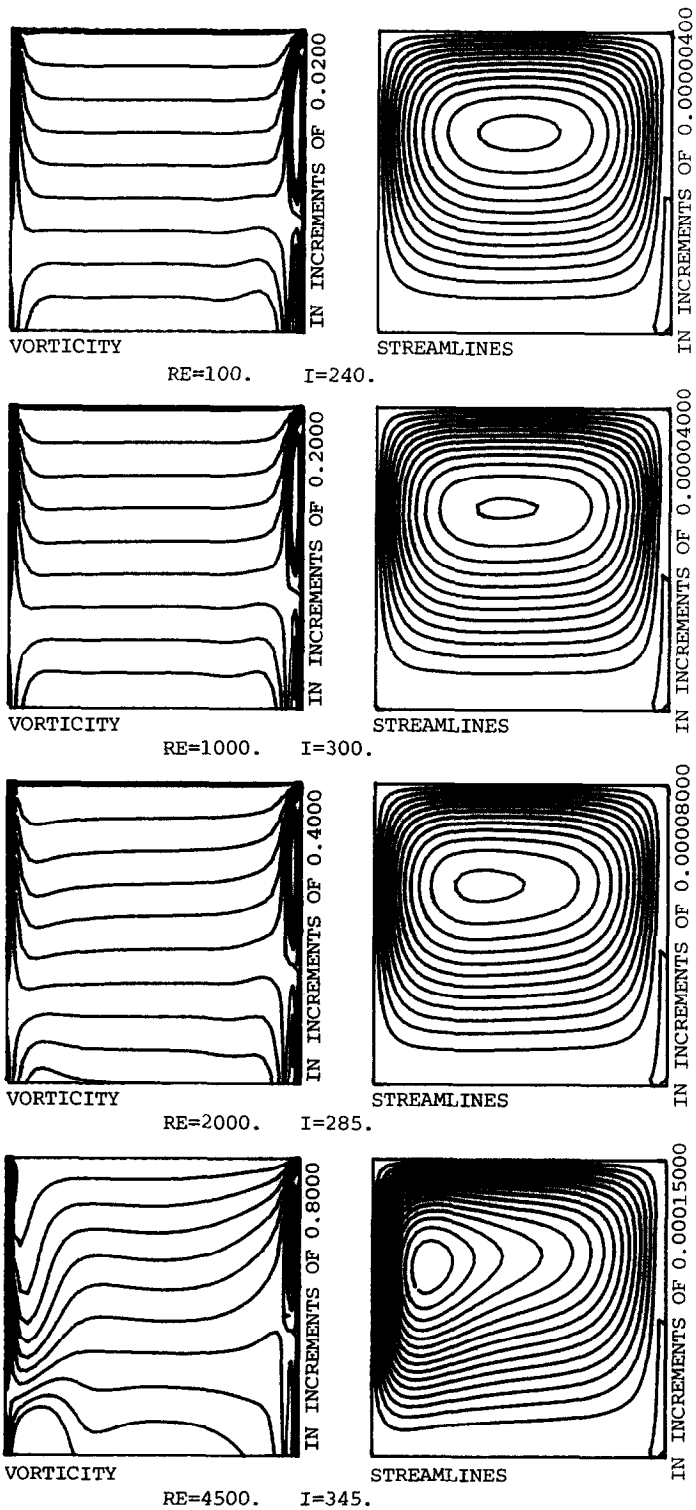 IN INCREMENTS OF 0.0200
IN INCREMENTS OF 0.00000400
VORTICITY
STREAMLINES
RE=100. I=240.
IN INCREMENTS OF 0.2000
IN INCREMENTS OF 0.00004000
VORTICITY
STREAMLINES
RE=1000. I=300.
IN INCREMENTS OF 0.4000
IN INCREMENTS OF 0.00008000
VORTICITY
STREAMLINES
RE=2000. I=285.
IN INCREMENTS OF 0.8000
IN INCREMENTS OF 0.00015000
VORTICITY
STREAMLINES
RE=4500. I=345.